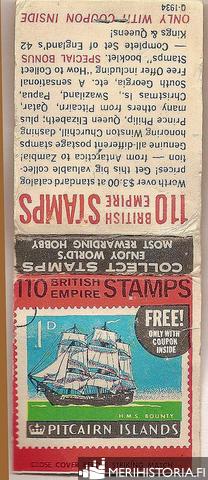 110 BRITISH EMPIRE STAMPS
Worth over $3.00 at standard catalog
prices! Get this big valuable collec-
tion — from Antarctica to Zambia!
Genuine all-different postage stamps
honoring Winston Churchill, dashing
Prince Philip, Queen Elizabeth, plus
many others from Pitcairn, Qatar,
Christmas Is., Swaziland, Papua,
South Georgia, etc. A sensational
Free Offer including "How to Collect
Stamps" SPECIAL BONUS
— Complete Set of England's 42
Kings & Queens!
ONLY WITH COUPON INSIDE
COLLECT STAMPS
ENJOY WORLD'S
MOST REWARDING HOBBY
110 BRITISH EMPIRE STAMPS
1D
FREE!
ONLY WITH
COUPON
INSIDE
H.M.S. BOUNTY
PITCAIRN ISLANDS
CLOSE COVER
MERIHISTORIA.FI